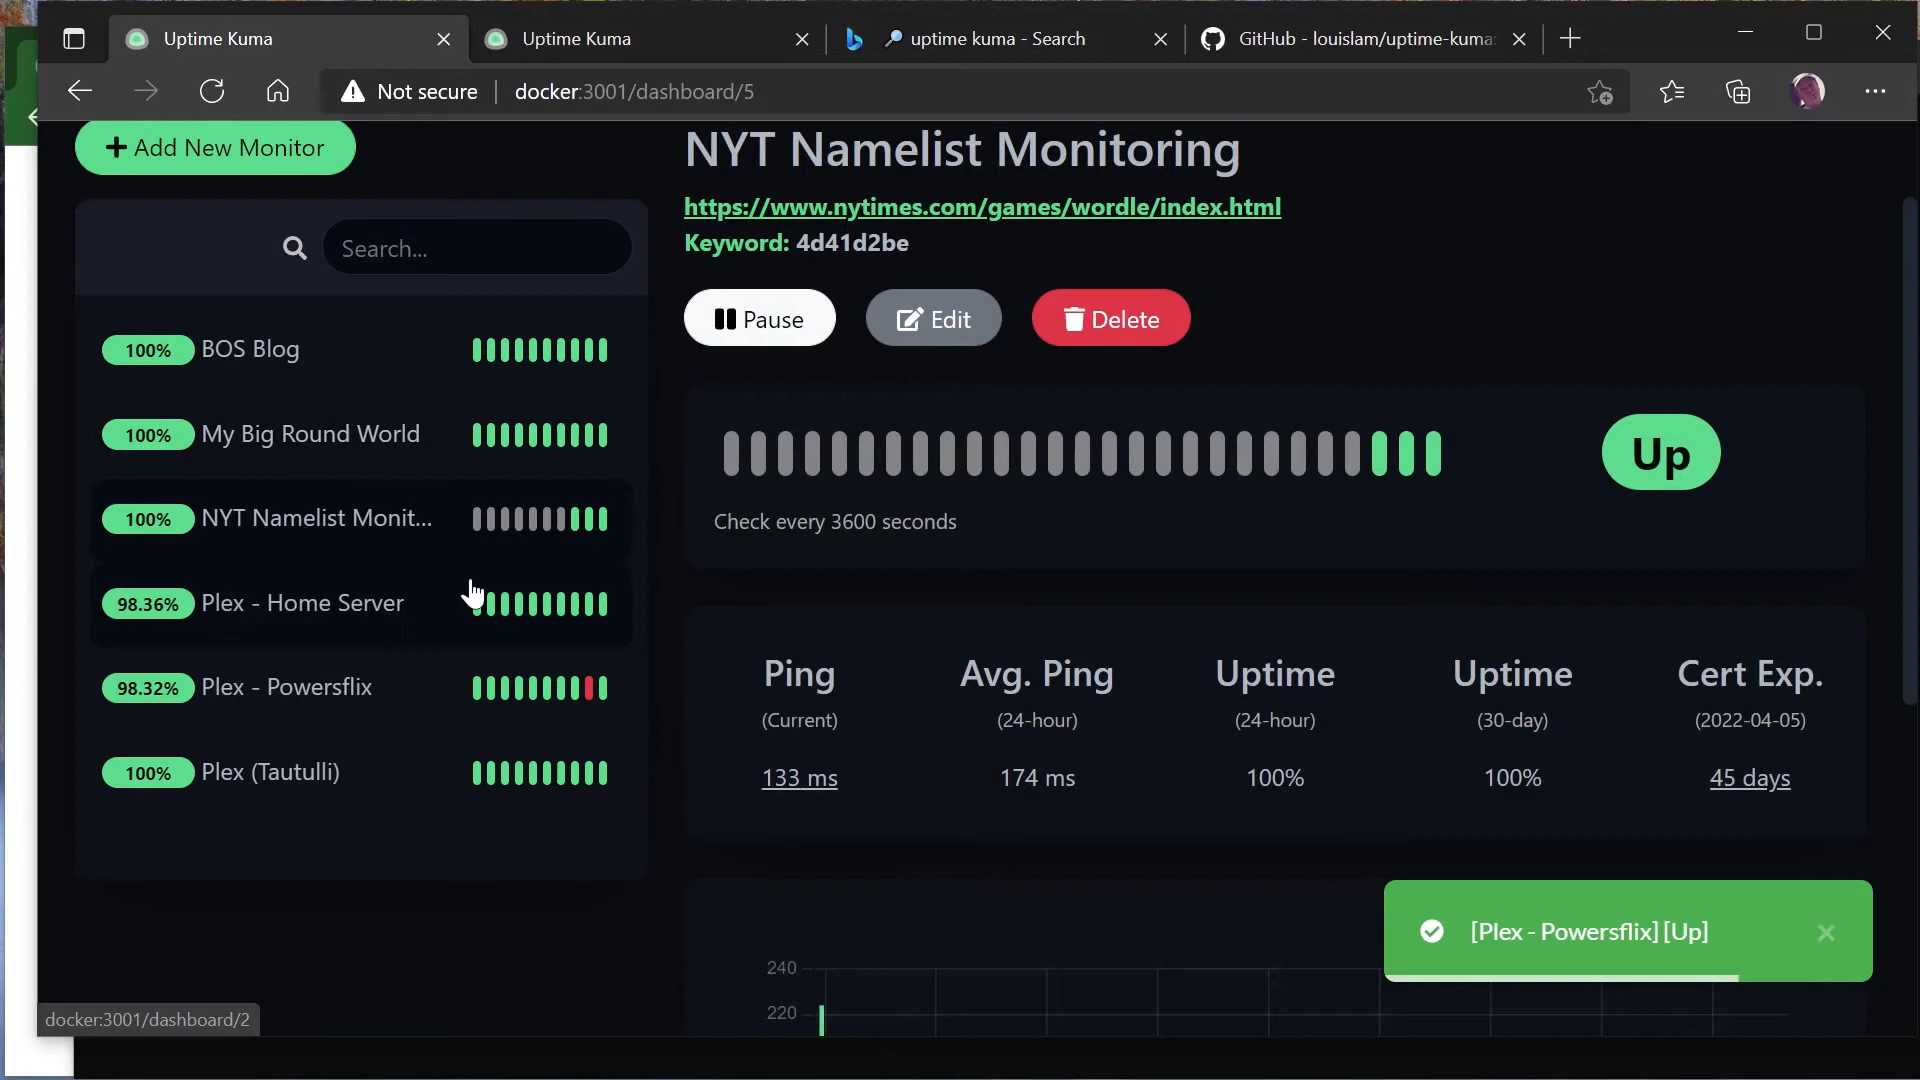 Uptime Kuma
Uptime Kuma
uptime kuma - Search
GitHub - louislam/uptime-kuma:
Not secure
docker:3001/dashboard/5
Add New Monitor
Search...
100% BOS Blog
100% My Big Round World
100% NYT Namelist Monit...
98.36% Plex - Home Server
98.32% Plex - Powersflix
100% Plex (Tautulli)
NYT Namelist Monitoring
https://www.nytimes.com/games/wordle/index.html
Keyword: 4d41d2be
Pause Edit Delete
Up
Check every 3600 seconds
Ping Avg. Ping Uptime Uptime Cert Exp.
(Current) (24-hour) (24-hour) (30-day) (2022-04-05)
133 ms 174 ms 100% 100% 45 days
[Plex - Powersflix] [Up]
240
220
docker:3001/dashboard/2